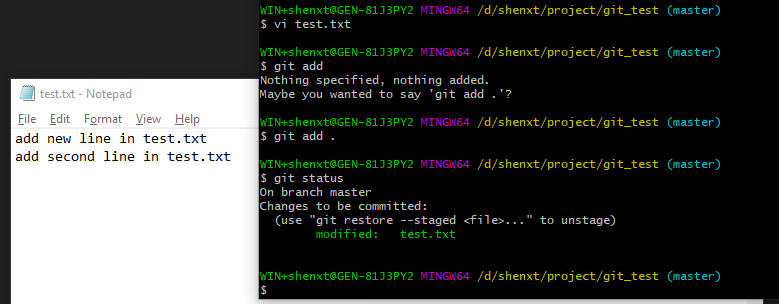 test.txt - Notepad
File Edit Format View Help
add new line in test.txt
add second line in test.txt
WIN+shenxt@GEN-81J3PY2 MINGW64 /d/shenxt/project/git_test (master)
$ vi test.txt
WIN+shenxt@GEN-81J3PY2 MINGW64 /d/shenxt/project/git_test (master)
$ git add
Nothing specified, nothing added.
Maybe you wanted to say 'git add .'?
WIN+shenxt@GEN-81J3PY2 MINGW64 /d/shenxt/project/git_test (master)
$ git add .
WIN+shenxt@GEN-81J3PY2 MINGW64 /d/shenxt/project/git_test (master)
$ git status
On branch master
Changes to be committed:
  (use "git restore --staged <file>..." to unstage)
        modified:   test.txt
WIN+shenxt@GEN-81J3PY2 MINGW64 /d/shenxt/project/git_test (master)
$